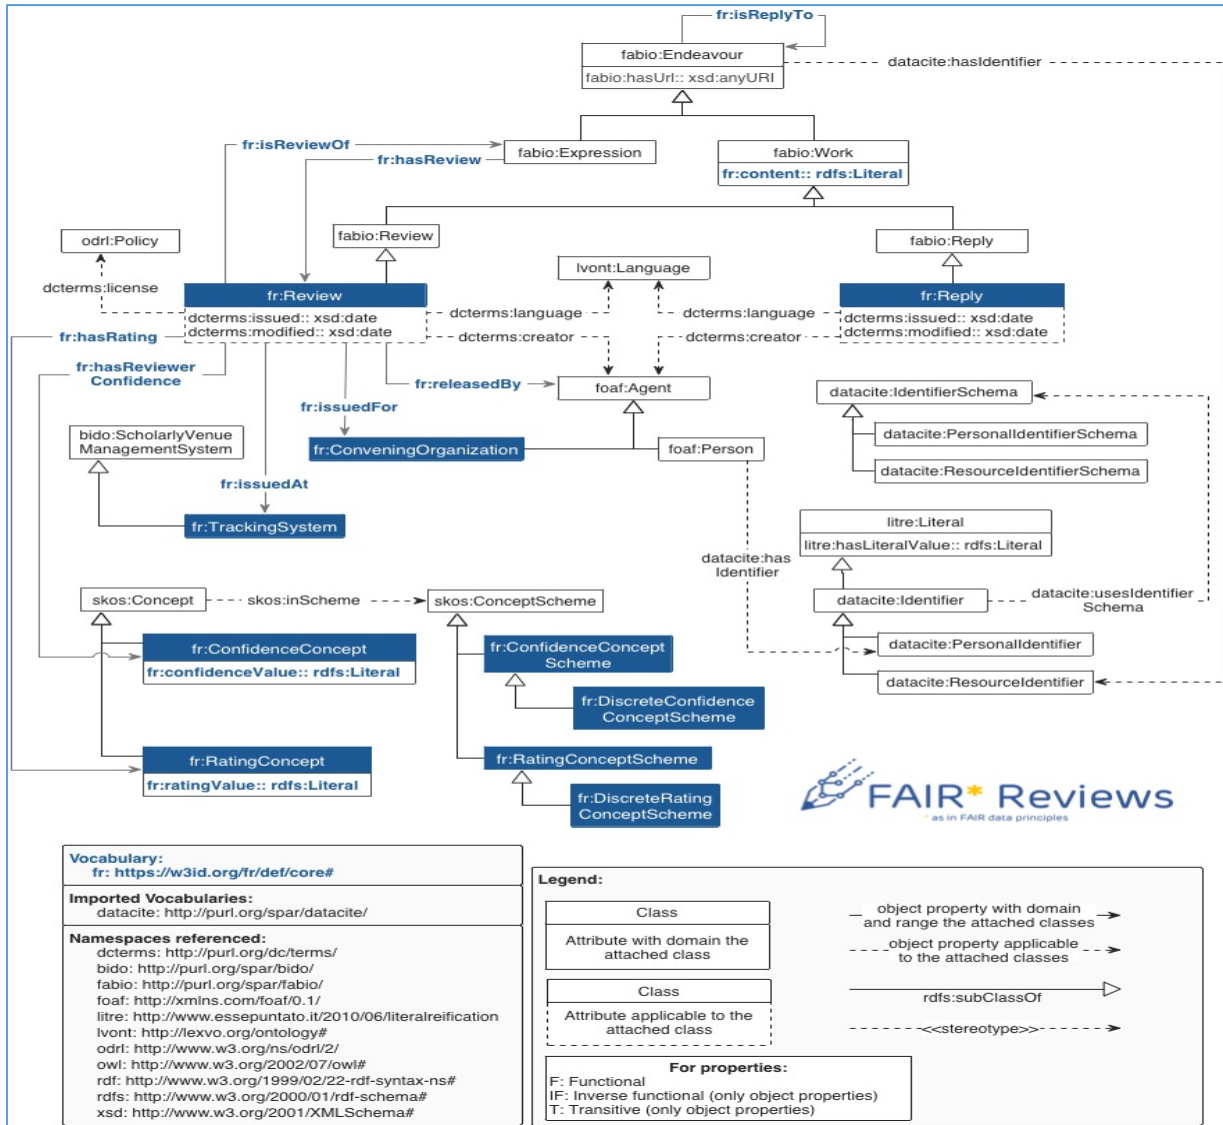 fr:isReplyTo
fabio:Endeavour
fabio:hasUrl:: xsd:anyURI
datacite:hasIdentifier
fr:isReviewOf
fr:hasReview
fabio:Expression
fabio:Work
fr:content:: rdfs:Literal
odrl:Policy
fabio:Review
fabio:Reply
lvont:Language
dcterms:license
fr:Review
dcterms:issued:: xsd:date
dcterms:modified:: xsd:date
dcterms:language
dcterms:creator
dcterms:language
dcterms:creator
fr:Reply
dcterms:issued:: xsd:date
dcterms:modified:: xsd:date
fr:hasRating
fr:hasReviewer
Confidence
fr:releasedBy
foaf:Agent
fr:issuedFor
datacite:IdentifierSchema
datacite:PersonalIdentifierSchema
datacite:ResourceIdentifierSchema
bido:ScholarlyVenue
ManagementSystem
fr:ConveningOrganization
foaf:Person
fr:issuedAt
fr:TrackingSystem
litre:Literal
litre:hasLiteralValue:: rdfs:Literal
datacite:has
Identifier
skos:Concept
skos:inScheme
skos:ConceptScheme
datacite:Identifier
datacite:usesIdentifier
Schema
fr:ConfidenceConcept
fr:confidenceValue:: rdfs:Literal
fr:ConfidenceConcept
Scheme
datacite:PersonalIdentifier
datacite:ResourceIdentifier
fr:DiscreteConfidence
ConceptScheme
fr:RatingConcept
fr:ratingValue:: rdfs:Literal
fr:RatingConceptScheme
fr:DiscreteRating
ConceptScheme
FAIR* Reviews
* as in FAIR data principles
Vocabulary:
fr: https://w3id.org/fr/def/core#
Imported Vocabularies:
datacite: http://purl.org/spar/datacite/
Namespaces referenced:
dcterms: http://purl.org/dc/terms/
bido: http://purl.org/spar/bido/
fabio: http://purl.org/spar/fabio/
foaf: http://xmlns.com/foaf/0.1/
litre: http://www.essepuntato.it/2010/06/literalreification
lvont: http://lexvo.org/ontology#
odrl: http://www.w3.org/ns/odrl/2/
owl: http://www.w3.org/2002/07/owl#
rdf: http://www.w3.org/1999/02/22-rdf-syntax-ns#
rdfs: http://www.w3.org/2000/01/rdf-schema#
xsd: http://www.w3.org/2001/XMLSchema#
Legend:
Class
Attribute with domain the
attached class
Class
Attribute applicable to the
attached class
object property with domain
and range the attached classes
object property applicable
to the attached classes
rdfs:subClassOf
<<stereotype>>
For properties:
F: Functional
IF: Inverse functional (only object properties)
T: Transitive (only object properties)